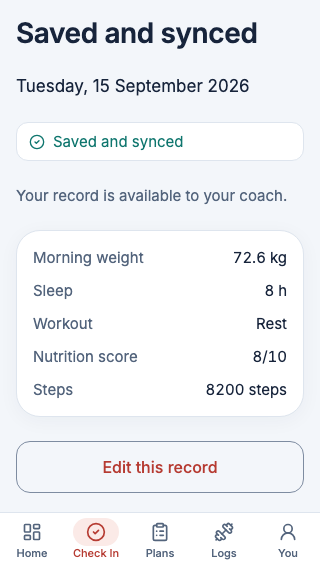 Saved and synced
Tuesday, 15 September 2026
Saved and synced
Your record is available to your coach.
Morning weight 72.6 kg
Sleep 8 h
Workout Rest
Nutrition score 8/10
Steps 8200 steps
Edit this record
Home Check In Plans Logs You